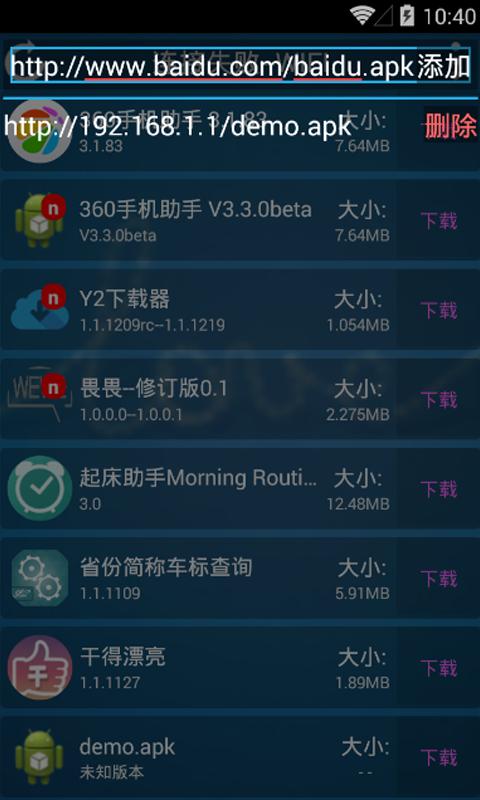 10:40
连接失败
http://www.baidu.com/baidu.apk添加
360手机助手 3.1.83 大小:
http://192.168.1.1/demo.apk 删除
3.1.83 7.64MB
360手机助手 V3.3.0beta 大小:
V3.3.0beta 7.64MB 下载
Y2下载器 大小:
1.1.1209rc--1.1.1219 1.054MB 下载
畏畏--修订版0.1 大小:
1.0.0.0--1.0.0.1 2.275MB 下载
起床助手Morning Routi... 大小:
3.0 12.48MB 下载
省份简称车标查询 大小:
1.1.1109 5.91MB 下载
干得漂亮 大小:
1.1.1127 1.89MB 下载
demo.apk 大小:
未知版本 -- 下载